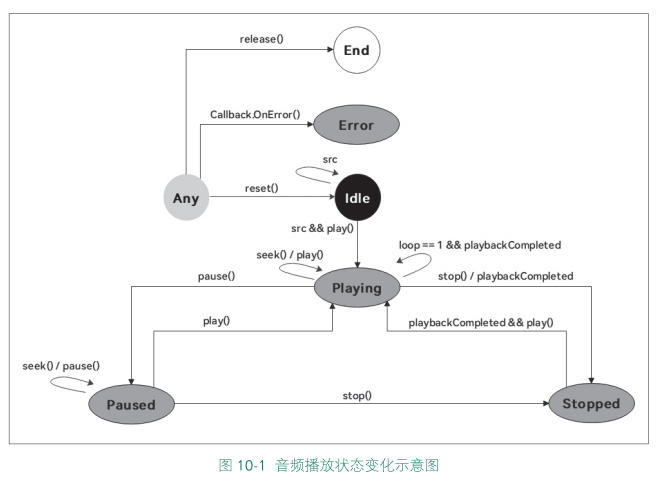 release()
End
Callback.OnError()
Error
src
Any
reset()
Idle
src && play()
seek() / play()
loop == 1 && playbackCompleted
pause()
Playing
stop() / playbackCompleted
play()
playbackCompleted && play()
seek() / pause()
Paused
stop()
Stopped
图 10-1 音频播放状态变化示意图